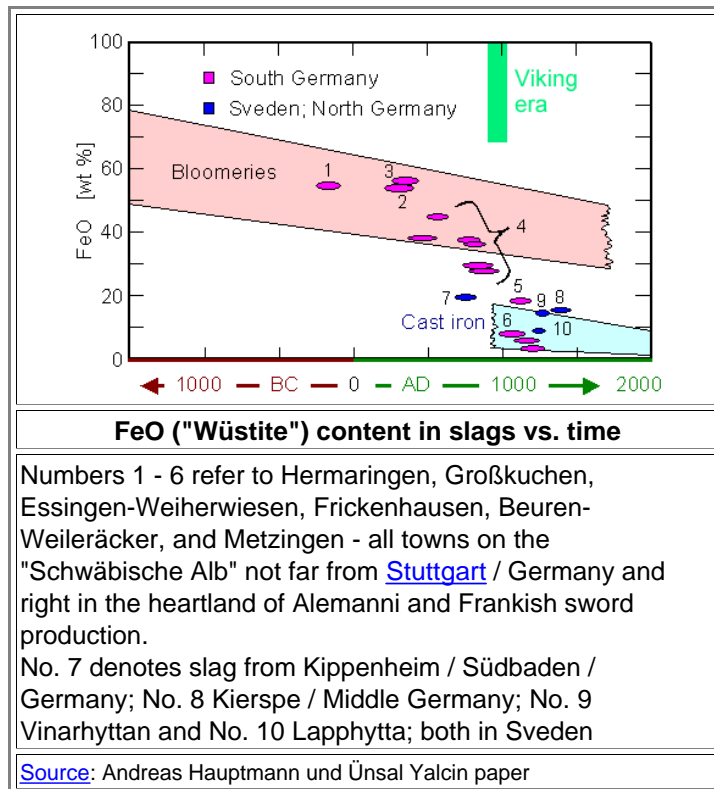 100
80
60
40
20
0
FeO [wt %]
South Germany
Sveden; North Germany
Viking
era
Bloomeries
1
3
2
4
5
7
9
8
Cast iron
6
10
1000 BC 0 AD 1000 2000
FeO ("Wüstite") content in slags vs. time
Numbers 1 - 6 refer to Hermaringen, Großkuchen,
Essingen-Weiherwiesen, Frickenhausen, Beuren-
Weileräcker, and Metzingen - all towns on the
"Schwäbische Alb" not far from Stuttgart / Germany and
right in the heartland of Alemanni and Frankish sword
production.
No. 7 denotes slag from Kippenheim / Südbaden /
Germany; No. 8 Kierspe / Middle Germany; No. 9
Vinarhyttan and No. 10 Lapphytta; both in Sveden
Source: Andreas Hauptmann und Ünsal Yalcin paper